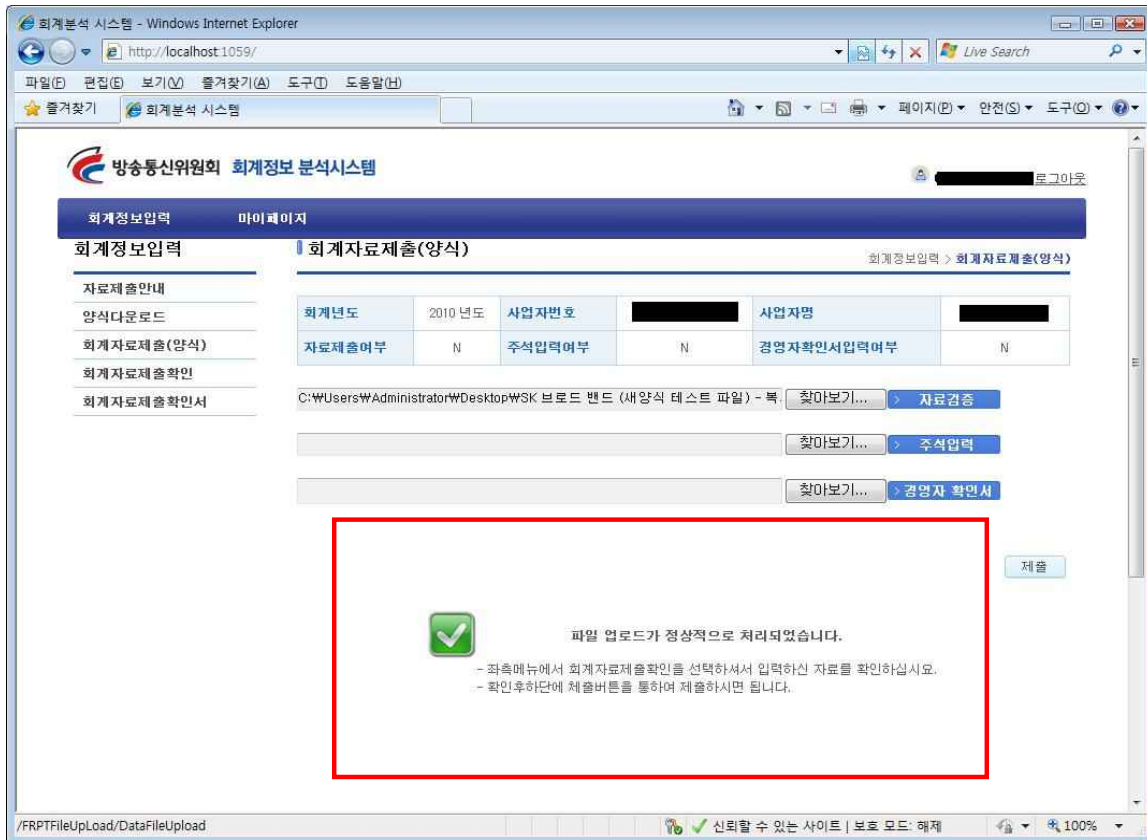 회계분석 시스템 - Windows Internet Explorer
http://localhost:1059/
Live Search
파일(F) 편집(E) 보기(V) 즐겨찾기(A) 도구(T) 도움말(H)
즐겨찾기 회계분석 시스템 페이지(P) 안전(S) 도구(O)
방송통신위원회 회계정보 분석시스템
로그아웃
회계정보입력 마이페이지
회계정보입력
자료제출안내
양식다운로드
회계자료제출(양식)
회계자료제출확인
회계자료제출확인서
회계자료제출(양식)
회계정보입력 > 회계자료제출(양식)
회계년도 2010 년도 사업자번호 사업자명
자료제출여부 N 주석입력여부 N 경영자확인서입력여부 N
C:\Users\Administrator\Desktop\SK 브로드 밴드 (새양식 테스트 파일) - 복. 찾아보기... > 자료검증
찾아보기... > 주석입력
찾아보기... > 경영자 확인서
제출
파일 업로드가 정상적으로 처리되었습니다.
- 좌측메뉴에서 회계자료제출확인을 선택하셔서 입력하신 자료를 확인하십시요.
- 확인후하단에 체출버튼을 통하여 제출하시면 됩니다.
/FRPTFileUpLoad/DataFileUpload 신뢰할 수 있는 사이트 | 보호 모드: 해제 100%